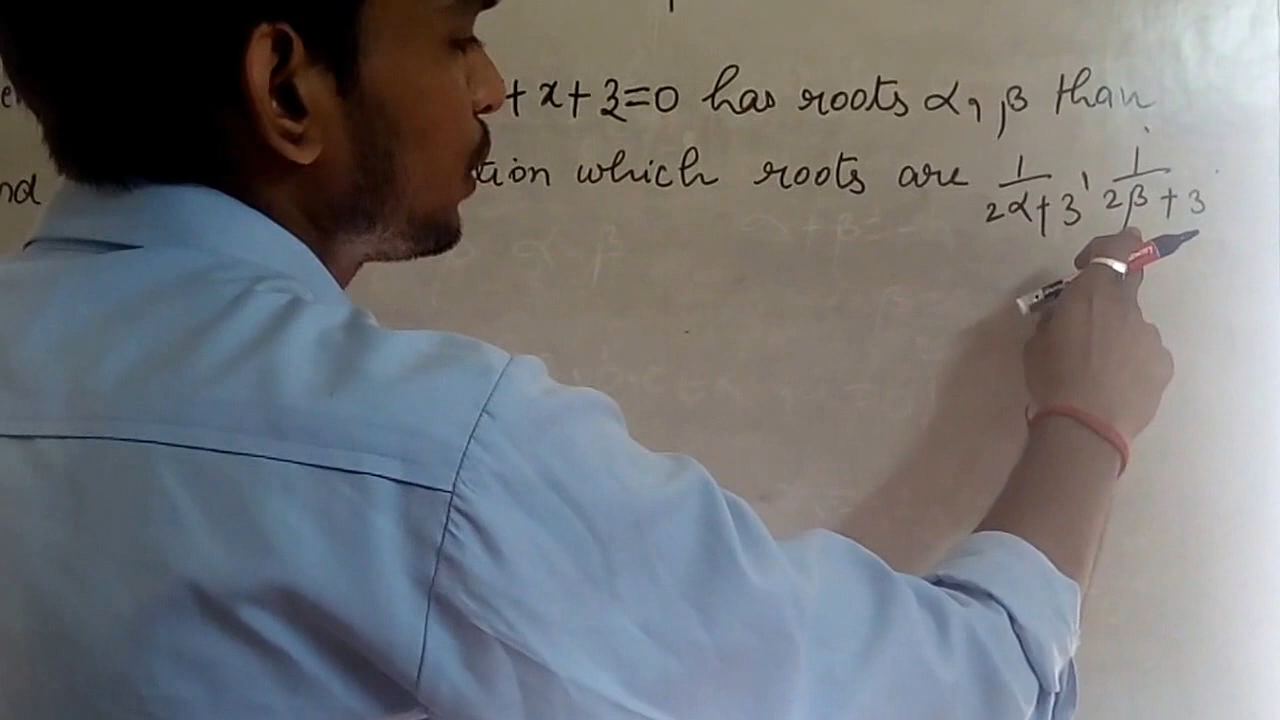 + x + 3 = 0 has roots α, β than
tion which roots are 1/(2α+3), 1/(2β+3)